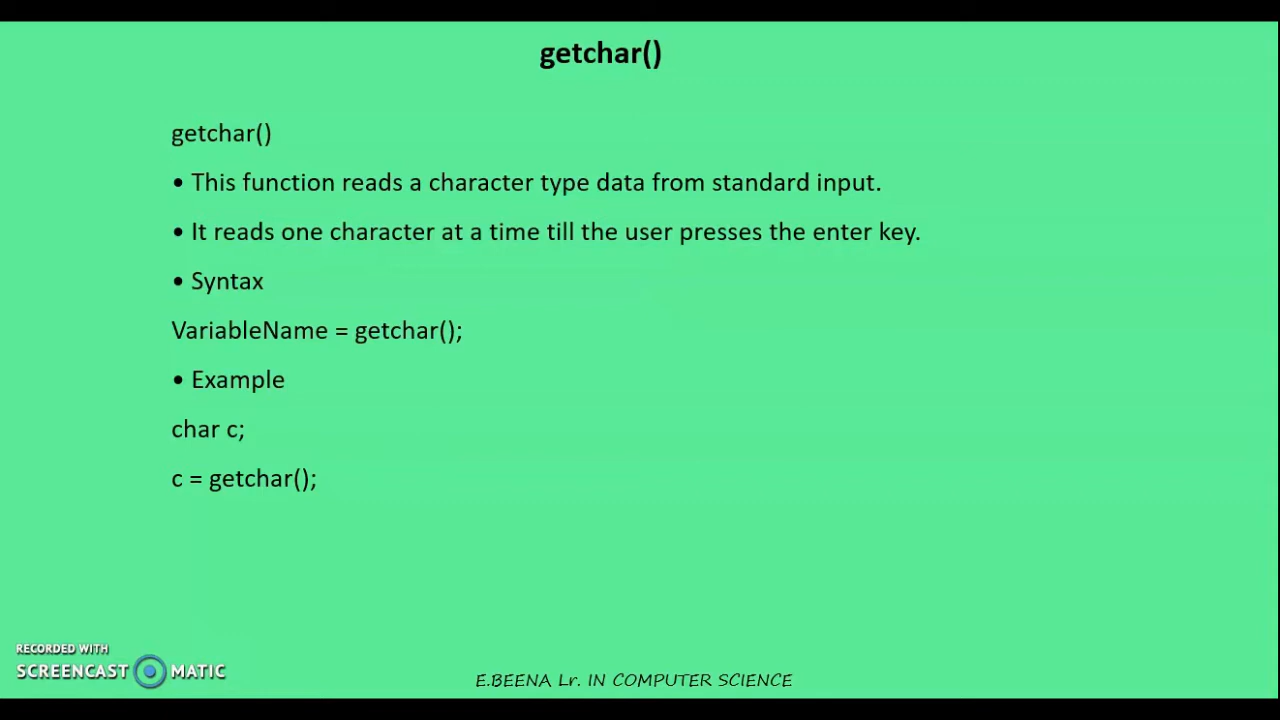 getchar()
getchar()
• This function reads a character type data from standard input.
• It reads one character at a time till the user presses the enter key.
• Syntax
VariableName = getchar();
• Example
char c;
c = getchar();
RECORDED WITH
SCREENCAST MATIC
E.BEENA Lr. IN COMPUTER SCIENCE